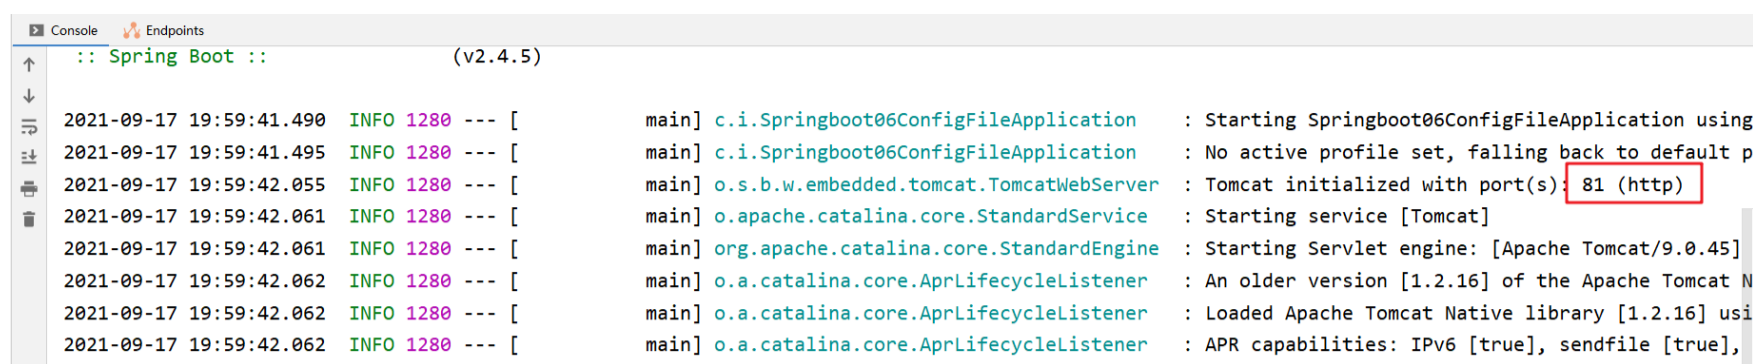 Console Endpoints
:: Spring Boot :: (v2.4.5)
2021-09-17 19:59:41.490 INFO 1280 --- [ main] c.i.Springboot06ConfigFileApplication : Starting Springboot06ConfigFileApplication using
2021-09-17 19:59:41.495 INFO 1280 --- [ main] c.i.Springboot06ConfigFileApplication : No active profile set, falling back to default p
2021-09-17 19:59:42.055 INFO 1280 --- [ main] o.s.b.w.embedded.tomcat.TomcatWebServer : Tomcat initialized with port(s): 81 (http)
2021-09-17 19:59:42.061 INFO 1280 --- [ main] o.apache.catalina.core.StandardService : Starting service [Tomcat]
2021-09-17 19:59:42.061 INFO 1280 --- [ main] org.apache.catalina.core.StandardEngine : Starting Servlet engine: [Apache Tomcat/9.0.45]
2021-09-17 19:59:42.062 INFO 1280 --- [ main] o.a.catalina.core.AprLifecycleListener : An older version [1.2.16] of the Apache Tomcat N
2021-09-17 19:59:42.062 INFO 1280 --- [ main] o.a.catalina.core.AprLifecycleListener : Loaded Apache Tomcat Native library [1.2.16] usi
2021-09-17 19:59:42.062 INFO 1280 --- [ main] o.a.catalina.core.AprLifecycleListener : APR capabilities: IPv6 [true], sendfile [true],